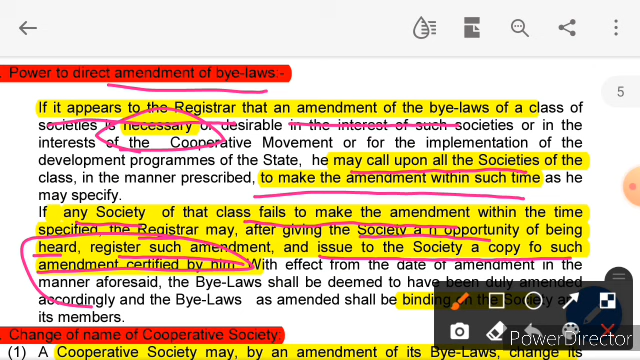 Power to direct amendment of bye-laws:-
If it appears to the Registrar that an amendment of the bye-laws of a class of
societies is necessary or desirable in the interest of such societies or in the
interests of the Cooperative Movement or for the implementation of the
development programmes of the State, he may call upon all the Societies of the
class, in the manner prescribed, to make the amendment within such time as he
may specify.
If any Society of that class fails to make the amendment within the time
specified, the Registrar may, after giving the Society a n opportunity of being
heard, register such amendment, and issue to the Society a copy fo such
amendment certified by him. With effect from the date of amendment in the
manner aforesaid, the Bye-Laws shall be deemed to have been duly amended
accordingly and the Bye-Laws as amended shall be binding on the Society an
its members.
Change of name of Cooperative Society:
(1) A Cooperative Society may, by an amendment of its Bye-Laws, change its
5
PowerDirector